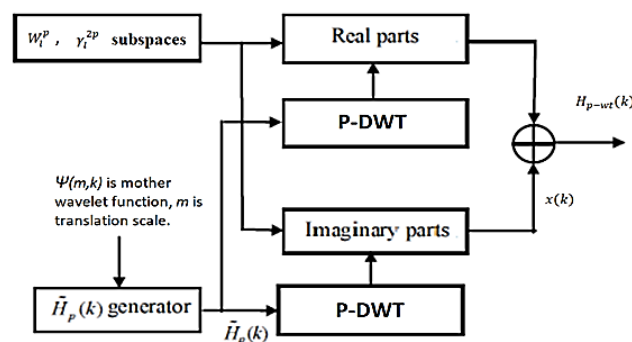 W_l^p , γ_l^{2p} subspaces
Real parts
P-DWT
H_{p-wt}(k)
Ψ(m,k) is mother
wavelet function, m is
translation scale.
x(k)
Imaginary parts
H̃_p(k) generator
H̃_p(k)
P-DWT